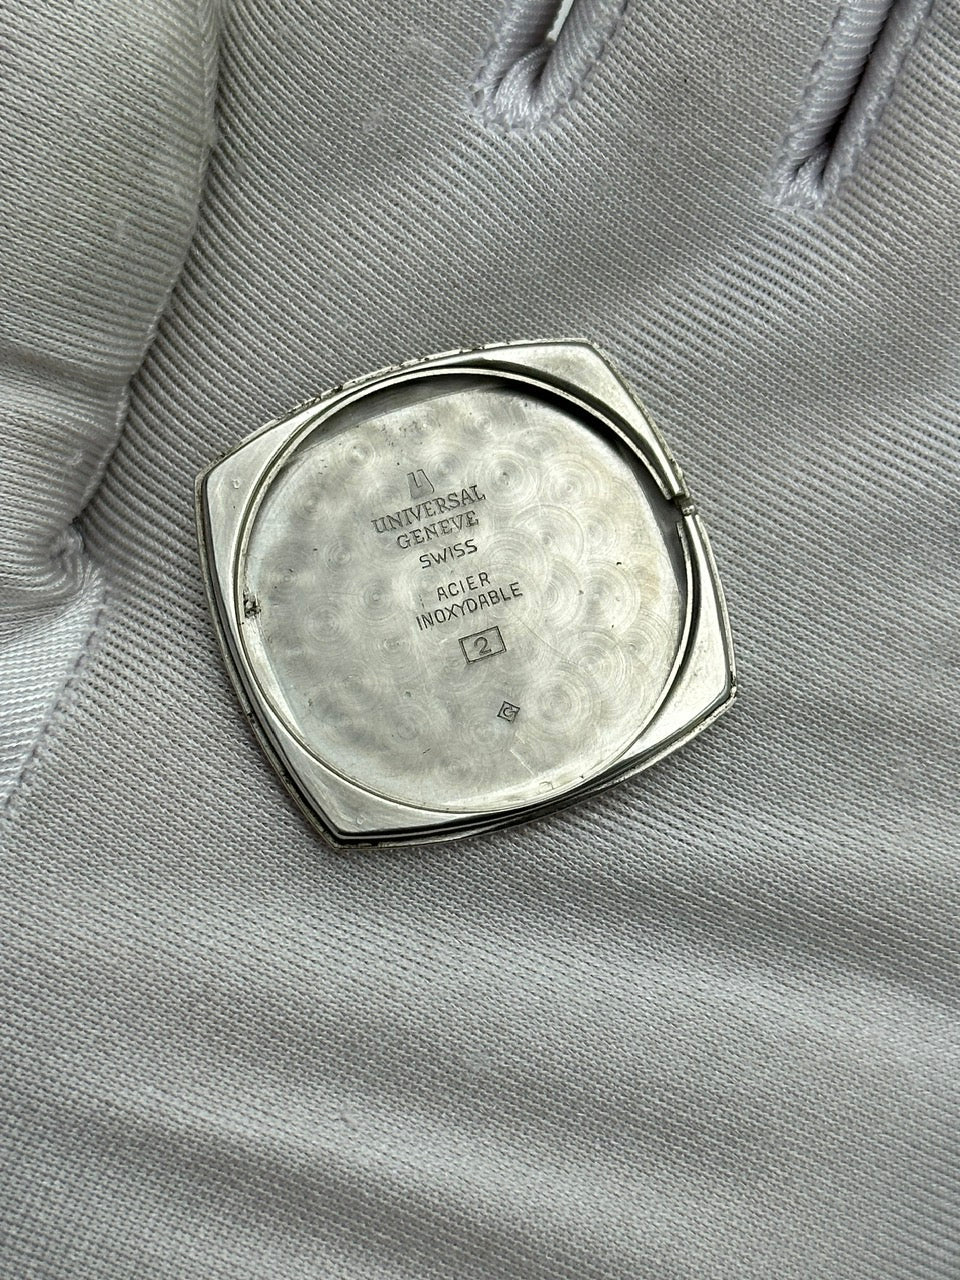 U
UNIVERSAL
GENEVE
SWISS
ACIER
INOXYDABLE
2
G